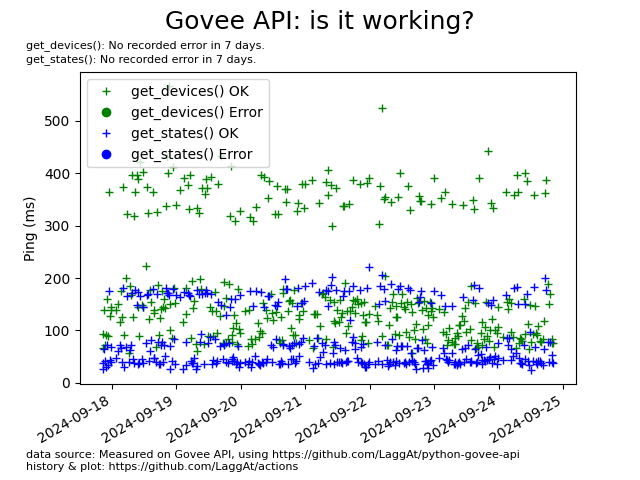 Govee API: is it working?
get_devices(): No recorded error in 7 days.
get_states(): No recorded error in 7 days.
get_devices() OK
get_devices() Error
get_states() OK
get_states() Error
Ping (ms)
500
400
300
200
100
0
2024-09-18
2024-09-19
2024-09-20
2024-09-21
2024-09-22
2024-09-23
2024-09-24
2024-09-25
data source: Measured on Govee API, using https://github.com/LaggAt/python-govee-api
history & plot: https://github.com/LaggAt/actions